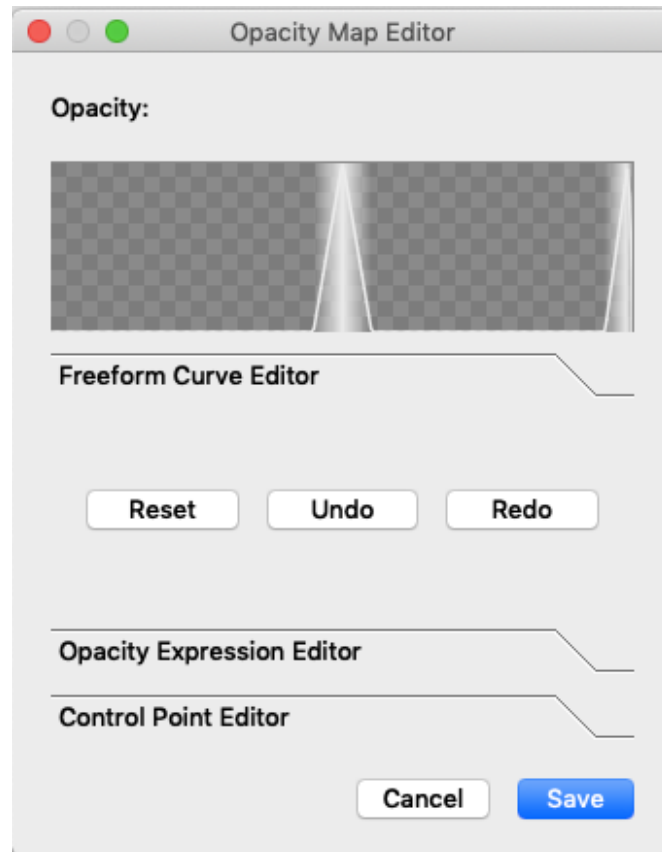 Opacity Map Editor
Opacity:
Freeform Curve Editor
Reset Undo Redo
Opacity Expression Editor
Control Point Editor
Cancel Save